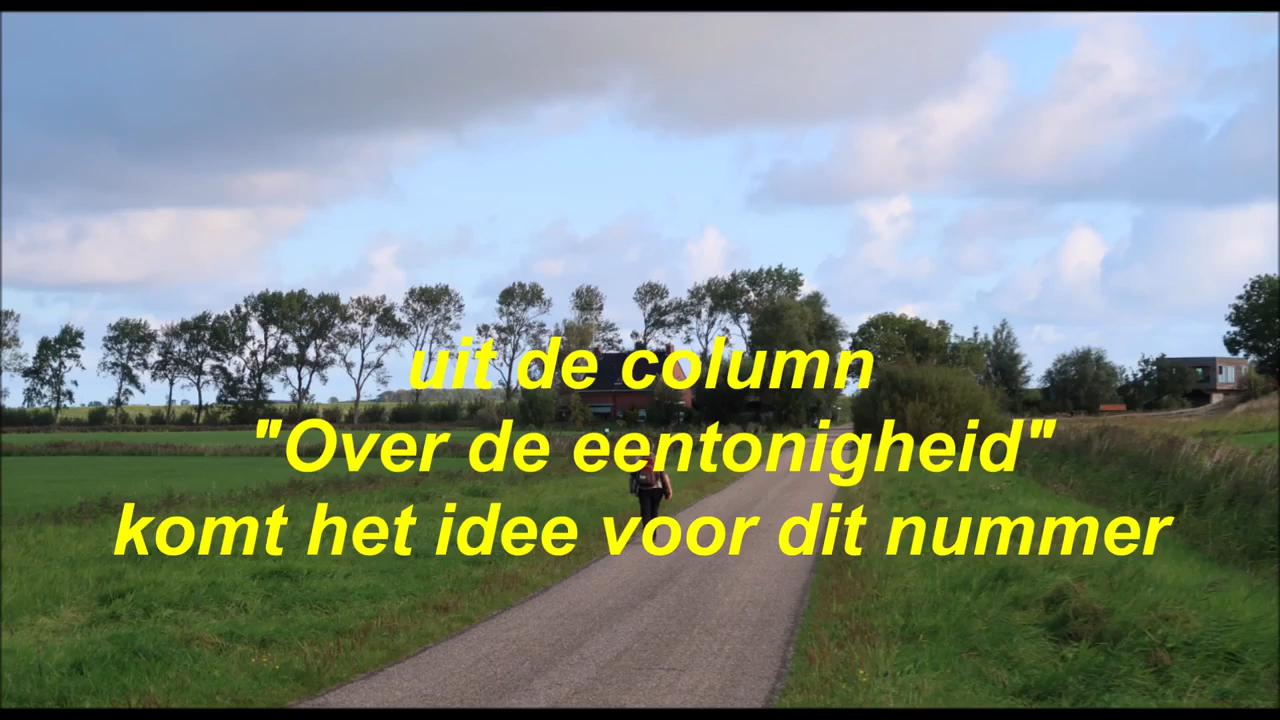 uit de column
"Over de eentonigheid"
komt het idee voor dit nummer